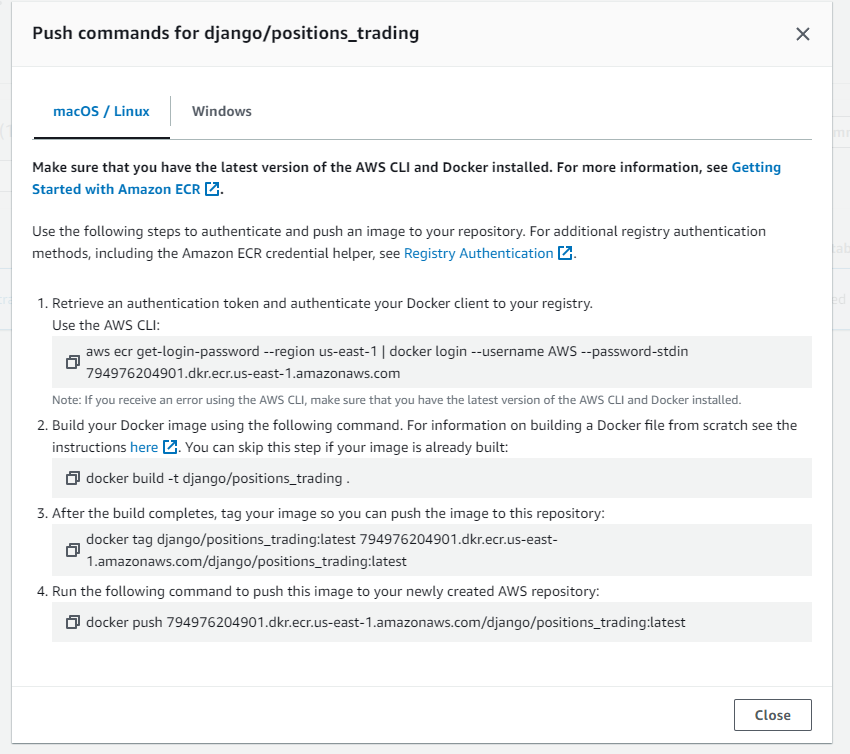 Push commands for django/positions_trading
macOS / Linux
Windows
Make sure that you have the latest version of the AWS CLI and Docker installed. For more information, see Getting
Started with Amazon ECR.
Use the following steps to authenticate and push an image to your repository. For additional registry authentication
methods, including the Amazon ECR credential helper, see Registry Authentication.
1. Retrieve an authentication token and authenticate your Docker client to your registry.
Use the AWS CLI:
aws ecr get-login-password --region us-east-1 | docker login --username AWS --password-stdin
794976204901.dkr.ecr.us-east-1.amazonaws.com
Note: If you receive an error using the AWS CLI, make sure that you have the latest version of the AWS CLI and Docker installed.
2. Build your Docker image using the following command. For information on building a Docker file from scratch see the
instructions here. You can skip this step if your image is already built:
docker build -t django/positions_trading .
3. After the build completes, tag your image so you can push the image to this repository:
docker tag django/positions_trading:latest 794976204901.dkr.ecr.us-east-
1.amazonaws.com/django/positions_trading:latest
4. Run the following command to push this image to your newly created AWS repository:
docker push 794976204901.dkr.ecr.us-east-1.amazonaws.com/django/positions_trading:latest
Close